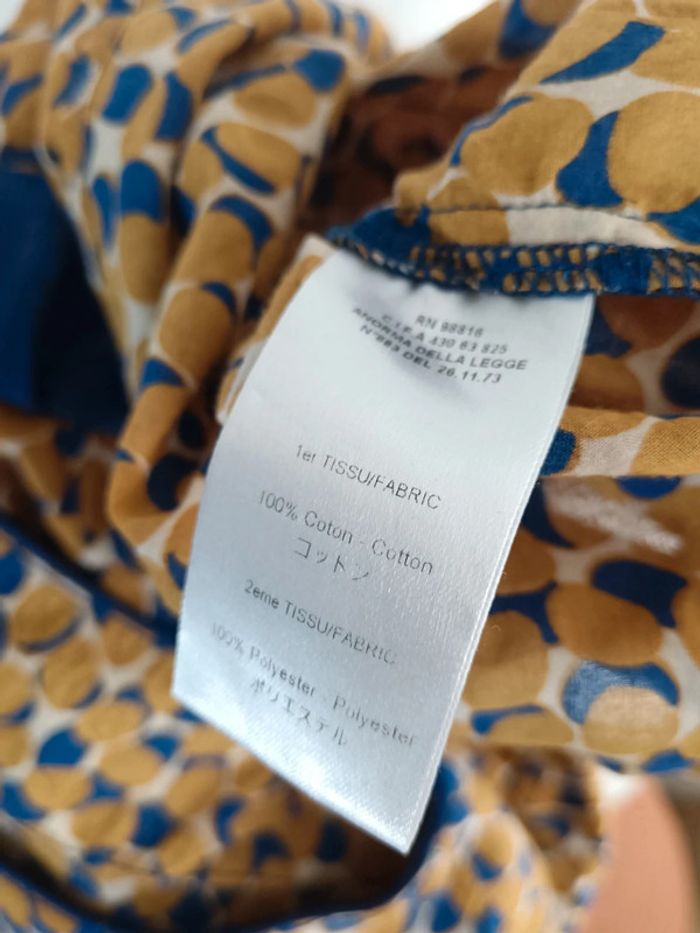 RN 98816
C.I.F.A 430 63 825
ANORMA DELLA LEGGE
N°883 DEL 26.11.73
1er TISSU/FABRIC
100% Coton - Cotton
コットン
2eme TISSU/FABRIC
100% Polyester - Polyester
ポリエステル